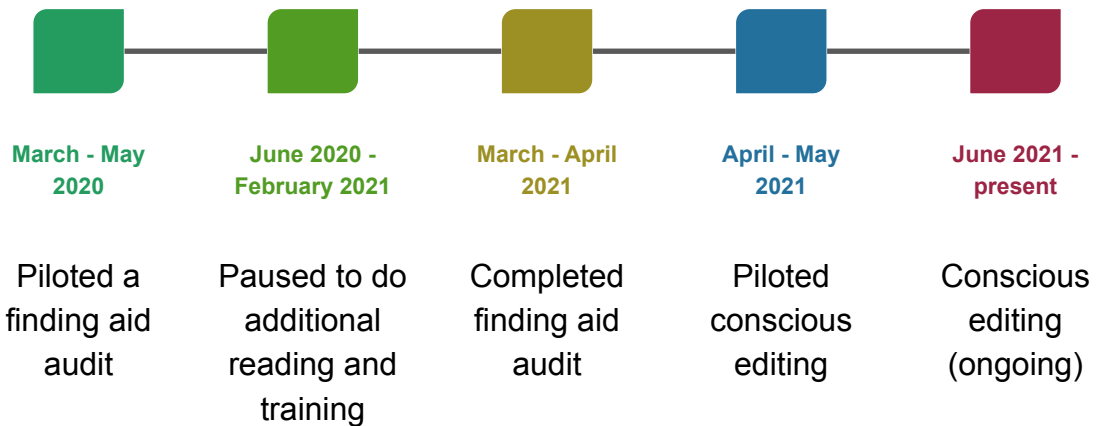 March - May
2020
Piloted a
finding aid
audit
June 2020 -
February 2021
Paused to do
additional
reading and
training
March - April
2021
Completed
finding aid
audit
April - May
2021
Piloted
conscious
editing
June 2021 -
present
Conscious
editing
(ongoing)